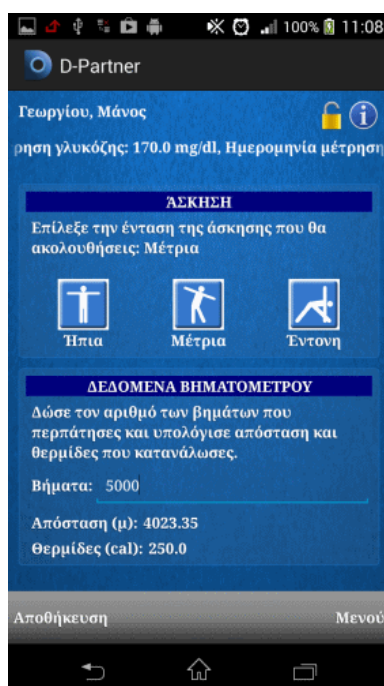 100% 11:08
D-Partner
Γεωργίου, Μάνος
ρηση γλυκόζης: 170.0 mg/dl, Ημερομηνία μέτρηση
ΆΣΚΗΣΗ
Επίλεξε την ένταση της άσκησης που θα
ακολουθήσεις: Μέτρια
Ήπια Μέτρια Έντονη
ΔΕΔΟΜΕΝΑ ΒΗΜΑΤΟΜΕΤΡΟΥ
Δώσε τον αριθμό των βημάτων που
περπάτησες και υπολόγισε απόσταση και
θερμίδες που κατανάλωσες.
Βήματα: 5000
Απόσταση (μ): 4023.35
Θερμίδες (cal): 250.0
Αποθήκευση Μενού